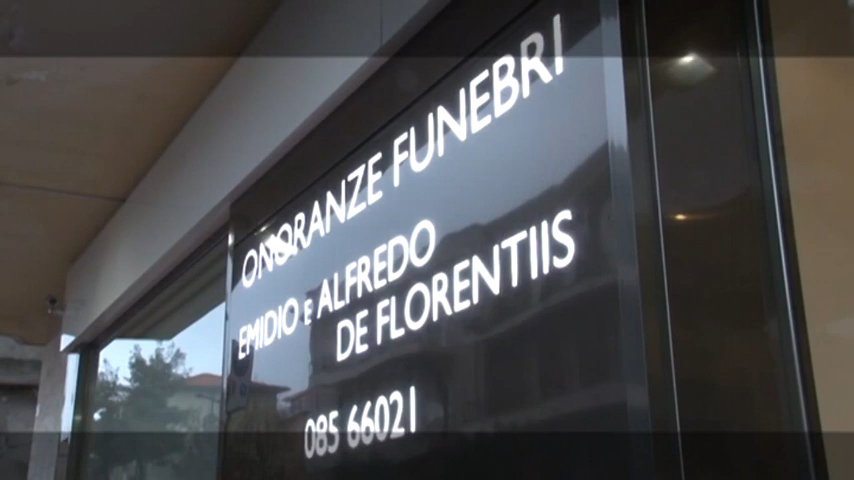 ONORANZE FUNEBRI
EMIDIO E ALFREDO
DE FLORENTIIS
085 66021